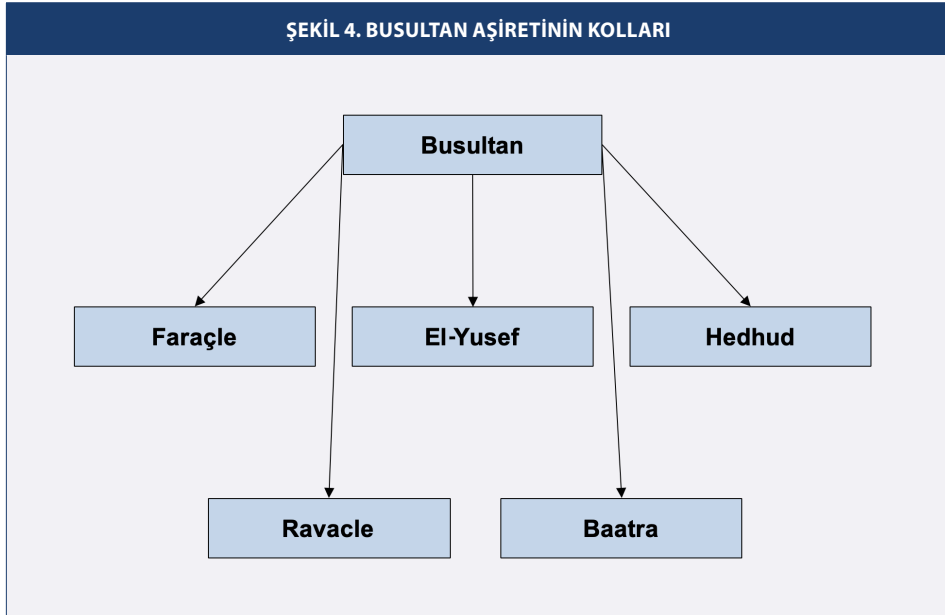 ŞEKİL 4. BUSULTAN AŞİRETİNİN KOLLARI
Busultan
Faraçle
El-Yusef
Hedhud
Ravacle
Baatra